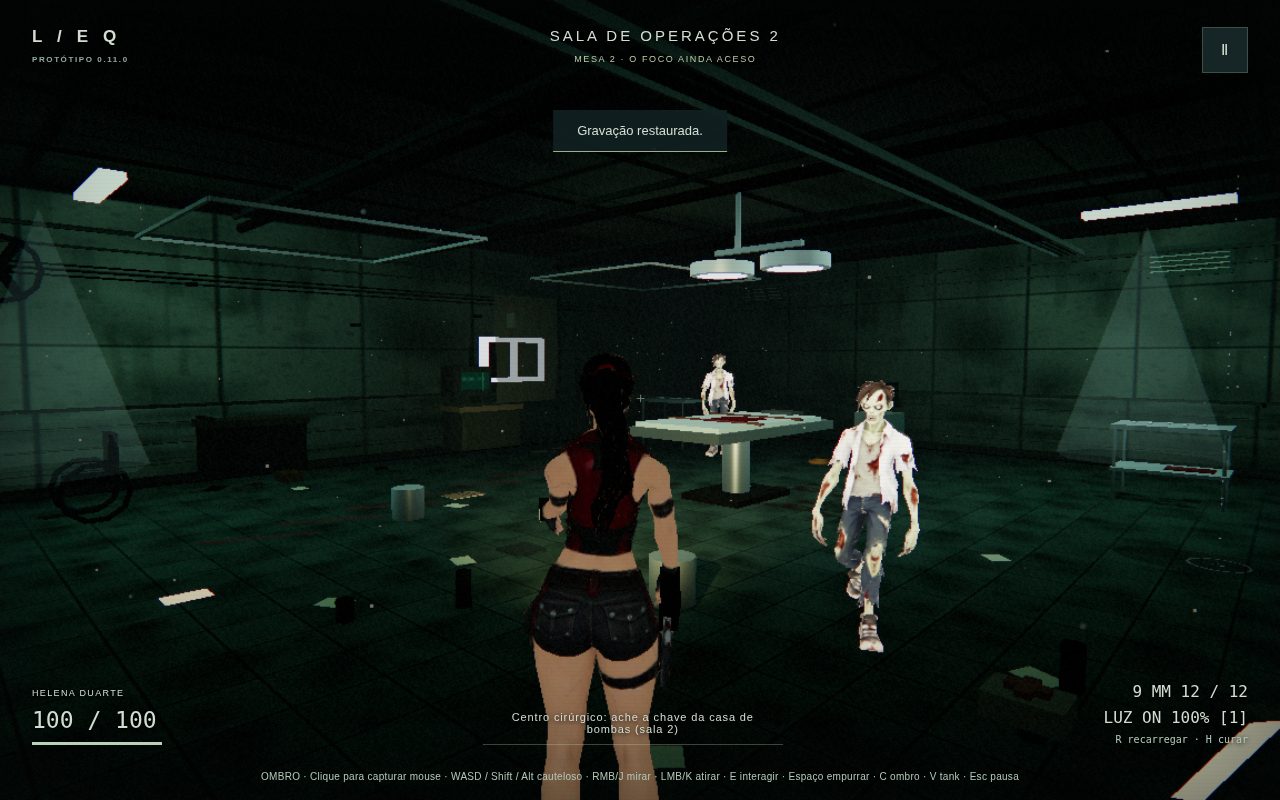 L / E Q
PROTÓTIPO 0.11.0
SALA DE OPERAÇÕES 2
MESA 2 · O FOCO AINDA ACESO
II
Gravação restaurada.
HELENA DUARTE
100 / 100
Centro cirúrgico: ache a chave da casa de
bombas (sala 2)
9 MM 12 / 12
LUZ ON 100% [1]
R recarregar · H curar
OMBRO · Clique para capturar mouse · WASD / Shift / Alt cauteloso · RMB/J mirar · LMB/K atirar · E interagir · Espaço empurrar · C ombro · V tank · Esc pausa